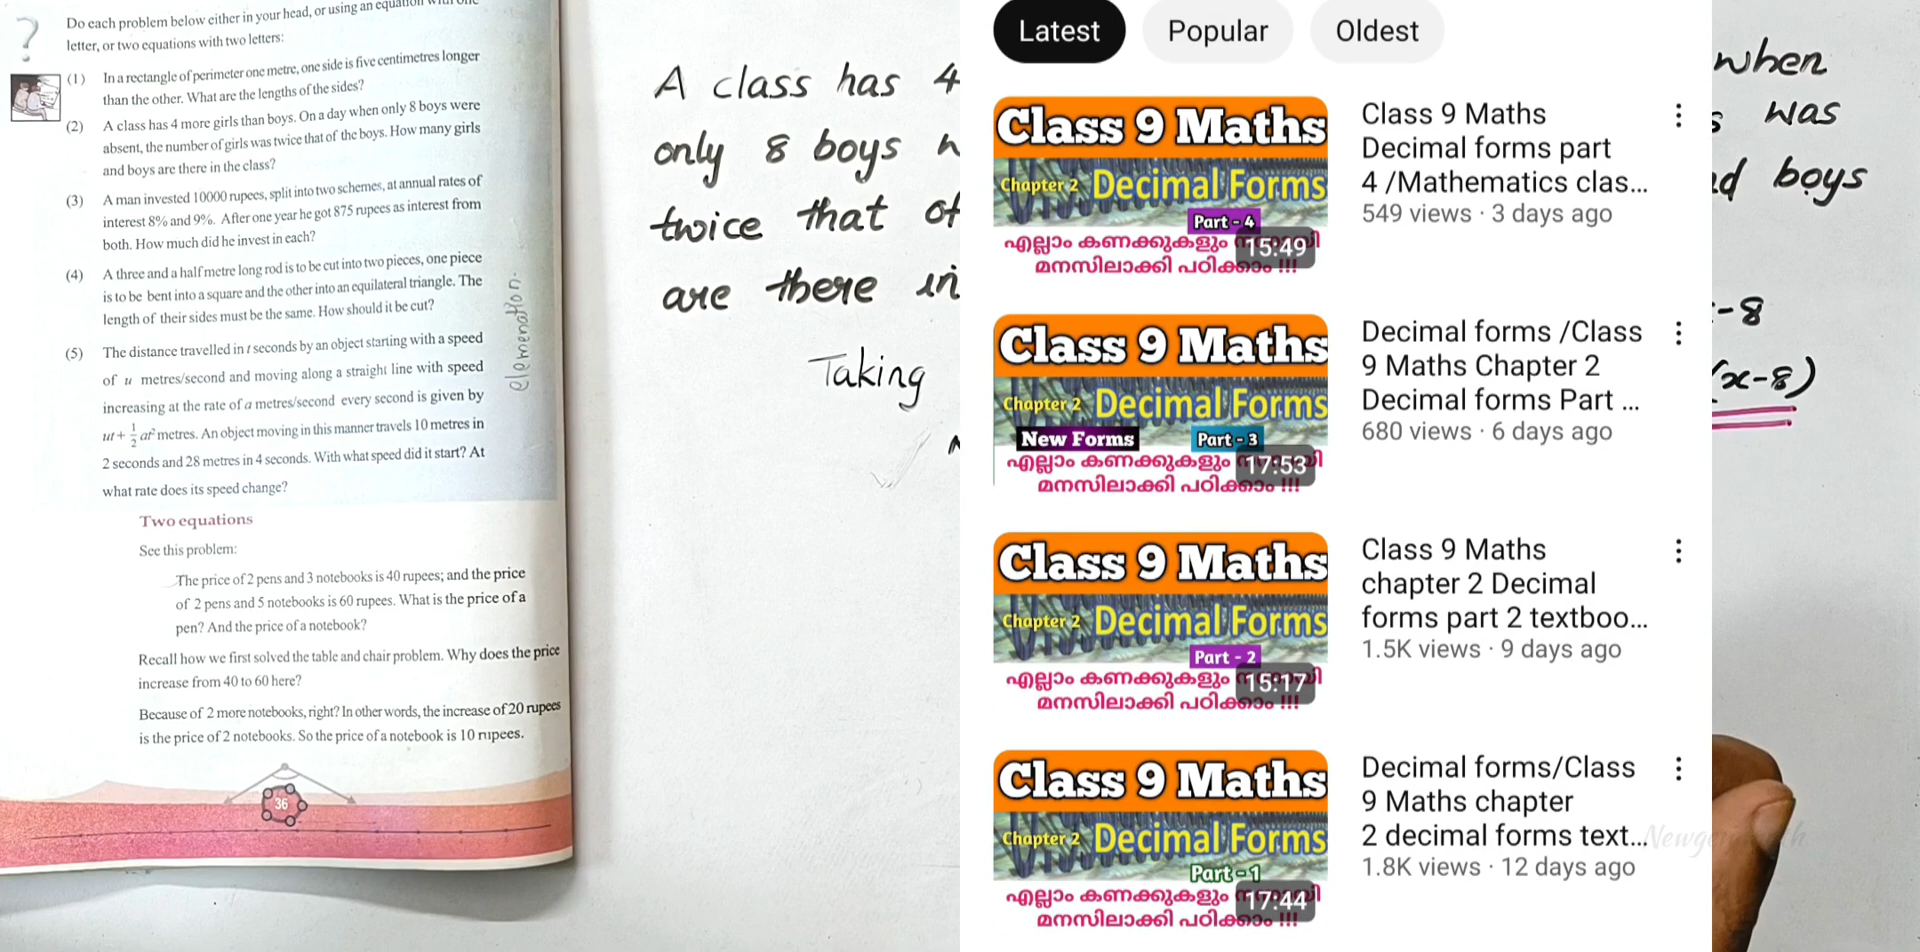 ?
Do each problem below either in your head, or using an equation with one
letter, or two equations with two letters:
(1) In a rectangle of perimeter one metre, one side is five centimetres longer
than the other. What are the lengths of the sides?
(2) A class has 4 more girls than boys. On a day when only 8 boys were
absent, the number of girls was twice that of the boys. How many girls
and boys are there in the class?
(3) A man invested 10000 rupees, split into two schemes, at annual rates of
interest 8% and 9%. After one year he got 875 rupees as interest from
both. How much did he invest in each?
(4) A three and a half metre long rod is to be cut into two pieces, one piece
is to be bent into a square and the other into an equilateral triangle. The
length of their sides must be the same. How should it be cut?
(5) The distance travelled in t seconds by an object starting with a speed
of u metres/second and moving along a straight line with speed
increasing at the rate of a metres/second every second is given by
ut + 1/2 at² metres. An object moving in this manner travels 10 metres in
2 seconds and 28 metres in 4 seconds. With what speed did it start? At
what rate does its speed change?
elemenation.
Two equations
See this problem:
The price of 2 pens and 3 notebooks is 40 rupees; and the price
of 2 pens and 5 notebooks is 60 rupees. What is the price of a
pen? And the price of a notebook?
Recall how we first solved the table and chair problem. Why does the price
increase from 40 to 60 here?
Because of 2 more notebooks, right? In other words, the increase of 20 rupees
is the price of 2 notebooks. So the price of a notebook is 10 rupees.
36
A class has 4
only 8 boys
twice that of
are there in
Taking
Latest Popular Oldest
Class 9 Maths
Chapter 2 Decimal Forms
Part - 4
എല്ലാം കണക്കുകളും
മനസിലാക്കി പഠിക്കാം !!!
15:49
Class 9 Maths
Decimal forms part
4 /Mathematics clas...
549 views · 3 days ago
Class 9 Maths
Chapter 2 Decimal Forms
New Forms Part - 3
എല്ലാം കണക്കുകളും
മനസിലാക്കി പഠിക്കാം !!!
17:53
Decimal forms /Class
9 Maths Chapter 2
Decimal forms Part ...
680 views · 6 days ago
Class 9 Maths
Chapter 2 Decimal Forms
Part - 2
എല്ലാം കണക്കുകളും
മനസിലാക്കി പഠിക്കാം !!!
15:17
Class 9 Maths
chapter 2 Decimal
forms part 2 textboo...
1.5K views · 9 days ago
Class 9 Maths
Chapter 2 Decimal Forms
Part - 1
എല്ലാം കണക്കുകളും
മനസിലാക്കി പഠിക്കാം !!!
17:44
Decimal forms/Class
9 Maths chapter
2 decimal forms text...
1.8K views · 12 days ago
when
was
boys
-8
(x-8)